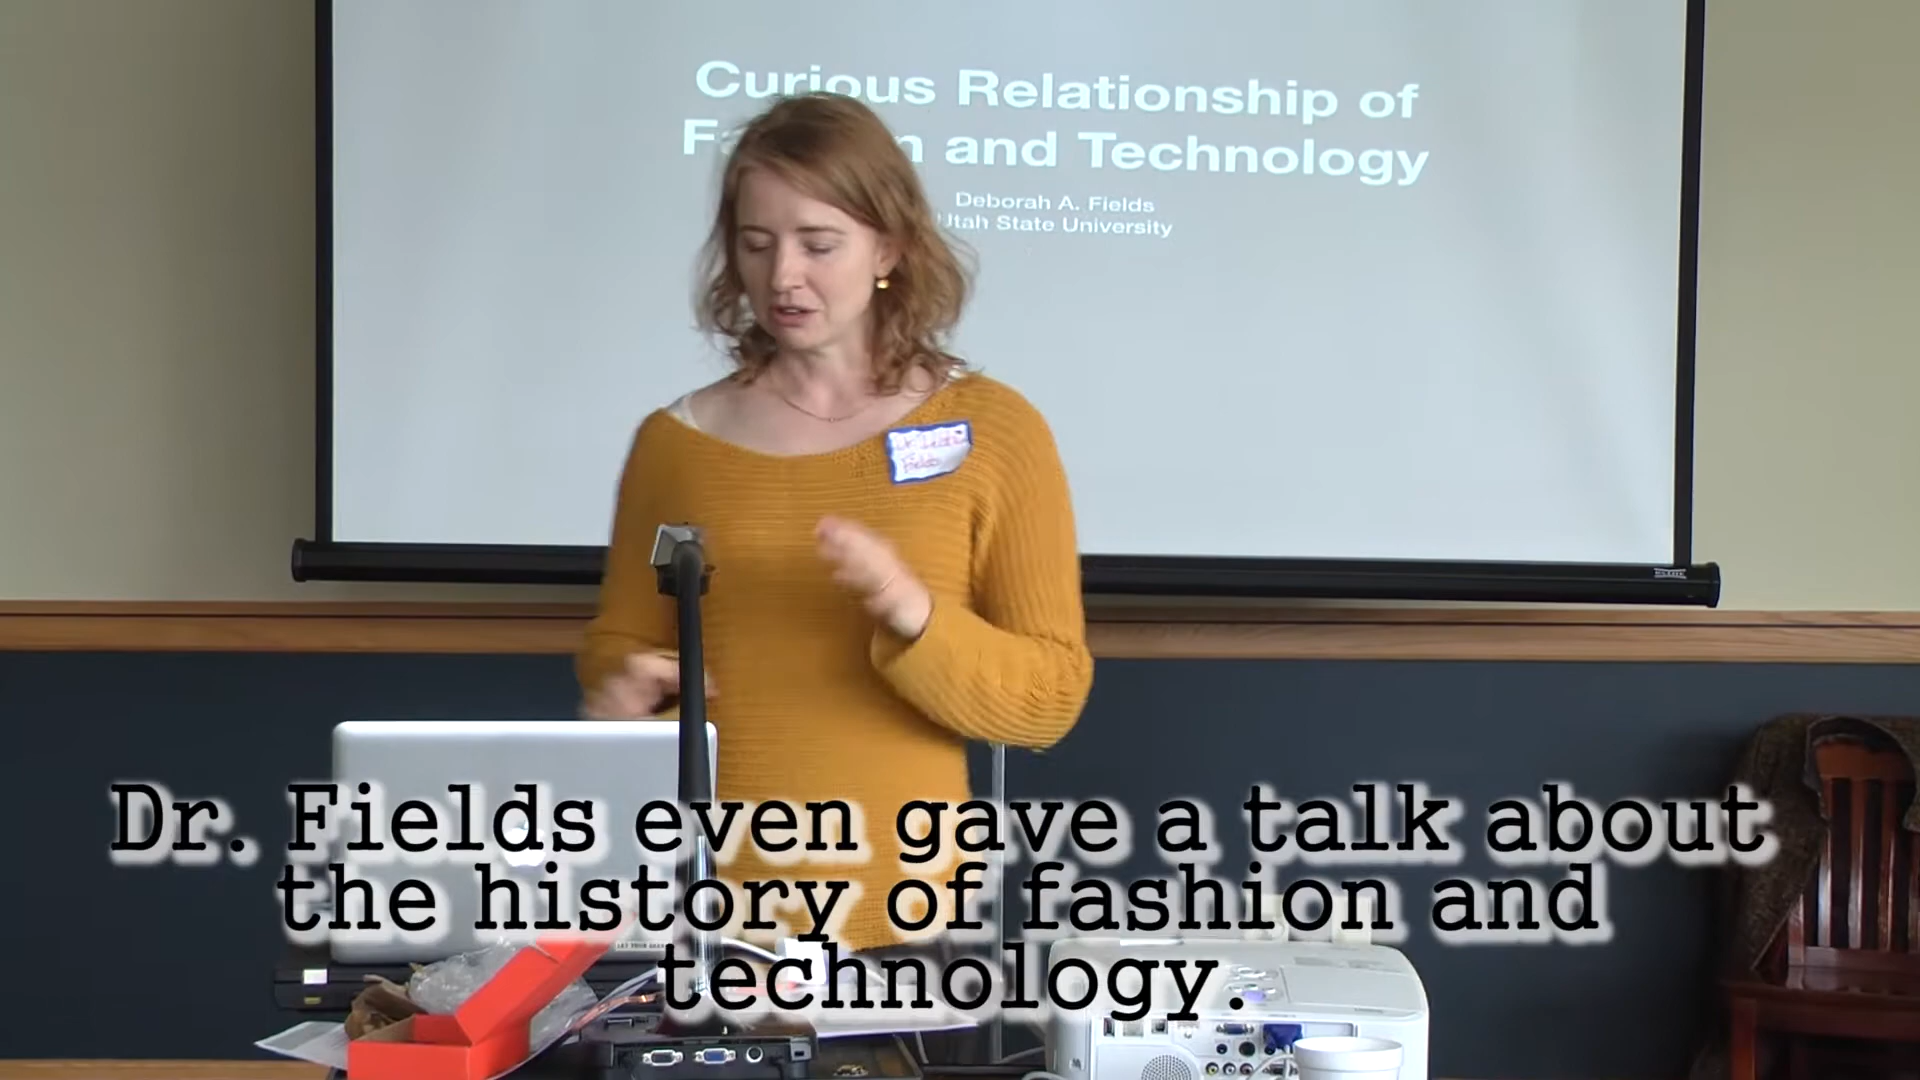 Curious Relationship of
and Technology
Deborah A. Fields
Utah State University
Fields
Dr. Fields even gave a talk about
the history of fashion and
technology.